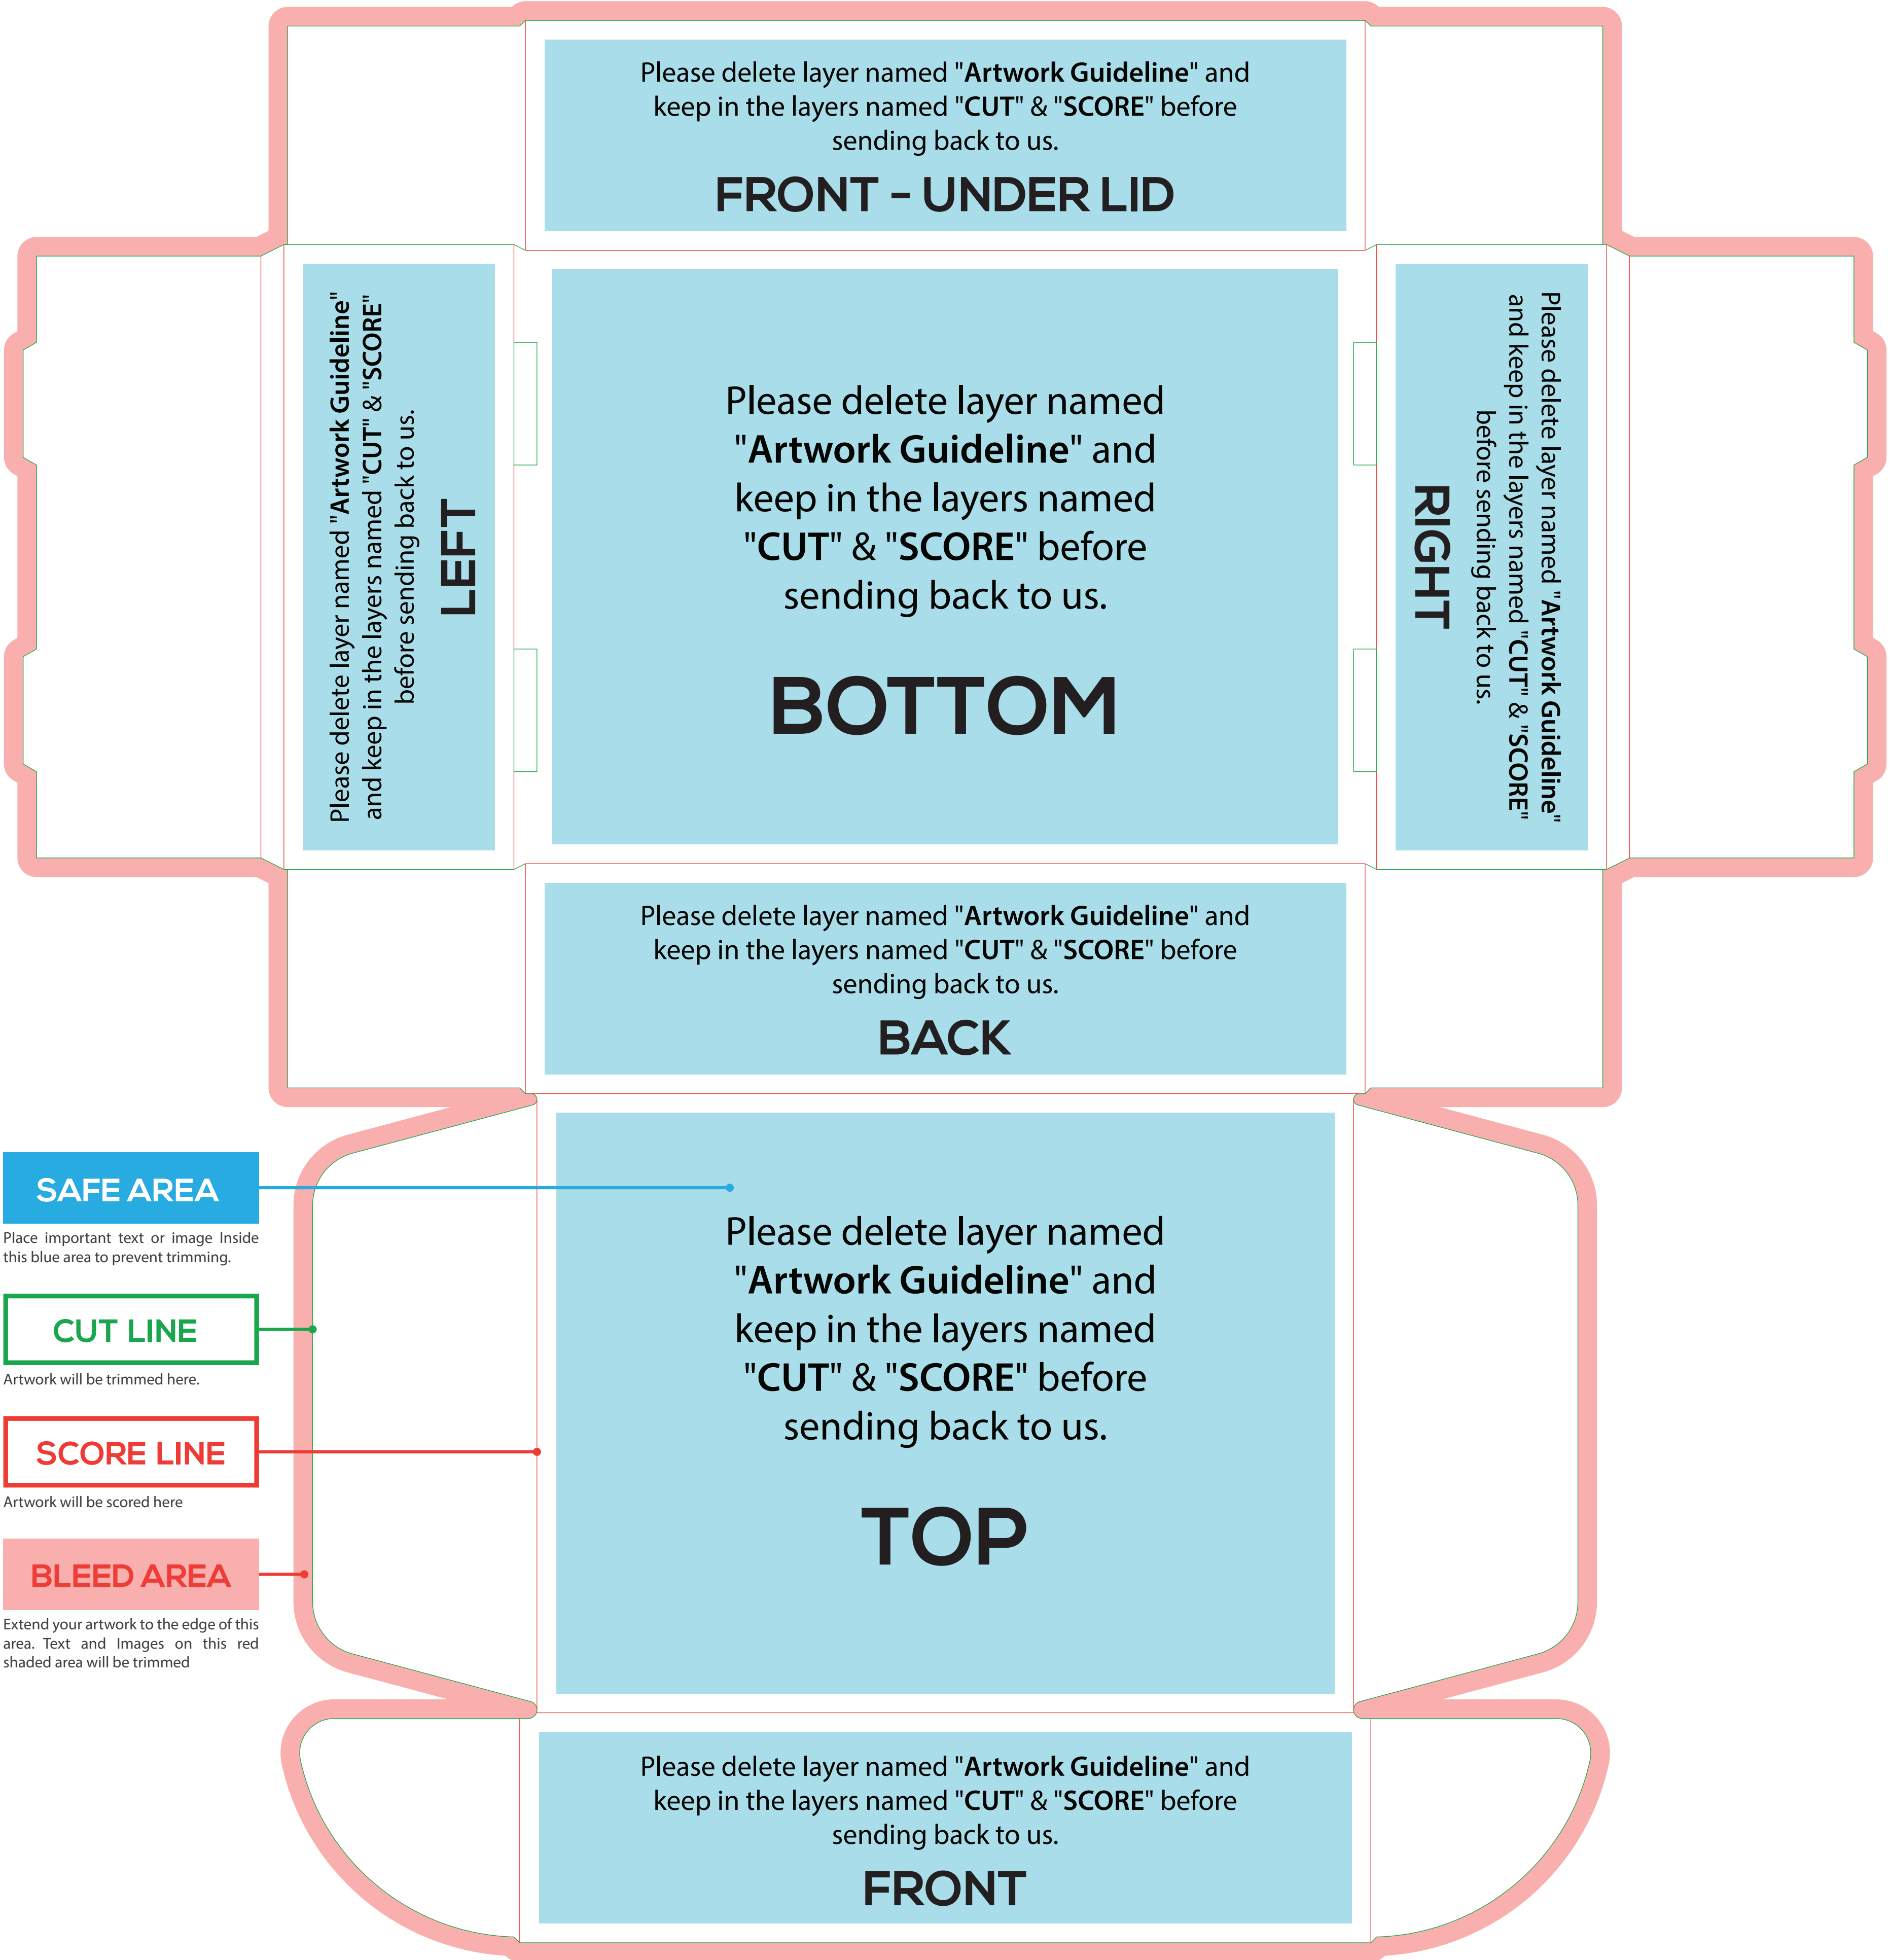 Please delete layer named "Artwork Guideline" and
keep in the layers named "CUT" & "SCORE" before
sending back to us.
FRONT - UNDER LID
Please delete layer named "Artwork Guideline"
and keep in the layers named "CUT" & "SCORE"
before sending back to us.
LEFT
Please delete layer named
"Artwork Guideline" and
keep in the layers named
"CUT" & "SCORE" before
sending back to us.
BOTTOM
Please delete layer named "Artwork Guideline"
and keep in the layers named "CUT" & "SCORE"
before sending back to us.
RIGHT
Please delete layer named "Artwork Guideline" and
keep in the layers named "CUT" & "SCORE" before
sending back to us.
BACK
SAFE AREA
Place important text or image Inside
this blue area to prevent trimming.
CUT LINE
Artwork will be trimmed here.
SCORE LINE
Artwork will be scored here
BLEED AREA
Extend your artwork to the edge of this
area. Text and Images on this red
shaded area will be trimmed
Please delete layer named
"Artwork Guideline" and
keep in the layers named
"CUT" & "SCORE" before
sending back to us.
TOP
Please delete layer named "Artwork Guideline" and
keep in the layers named "CUT" & "SCORE" before
sending back to us.
FRONT